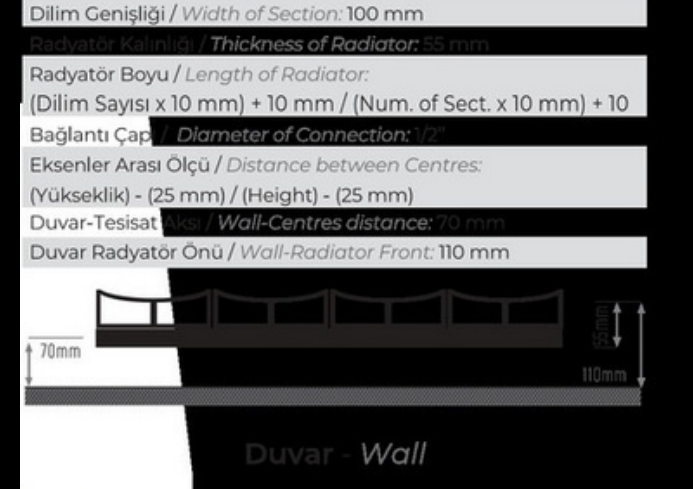 Dilim Genişliği / Width of Section: 100 mm
Radyatör Kalınlığı / Thickness of Radiator: 55 mm
Radyatör Boyu / Length of Radiator:
(Dilim Sayısı x 10 mm) + 10 mm / (Num. of Sect. x 10 mm) + 10
Bağlantı Çap / Diameter of Connection: 1/2"
Eksenler Arası Ölçü / Distance between Centres:
(Yükseklik) - (25 mm) / (Height) - (25 mm)
Duvar-Tesisat Aksı / Wall-Centres distance: 70 mm
Duvar Radyatör Önü / Wall-Radiator Front: 110 mm
55mm
70mm
110mm
Duvar - Wall